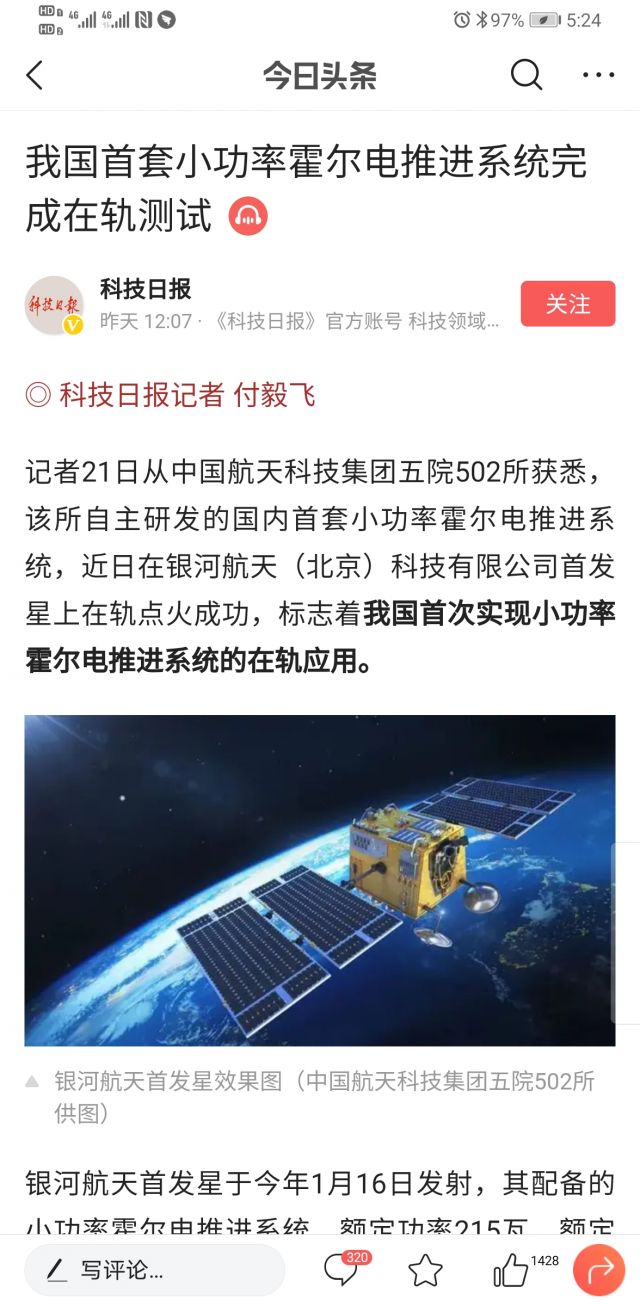 HD 1 4G 4G 97% 5:24
HD 2
今日头条
我国首套小功率霍尔电推进系统完
成在轨测试
科技日报
科技日报
昨天 12:07 · 《科技日报》官方账号 科技领域...
关注
◎ 科技日报记者 付毅飞
记者21日从中国航天科技集团五院502所获悉，
该所自主研发的国内首套小功率霍尔电推进系
统，近日在银河航天（北京）科技有限公司首发
星上在轨点火成功，标志着我国首次实现小功率
霍尔电推进系统的在轨应用。
银河航天首发星效果图（中国航天科技集团五院502所
供图）
银河航天首发星于今年1月16日发射，其配备的
小功率霍尔电推进系统，额定功率215瓦，额定
写评论...
320
1428